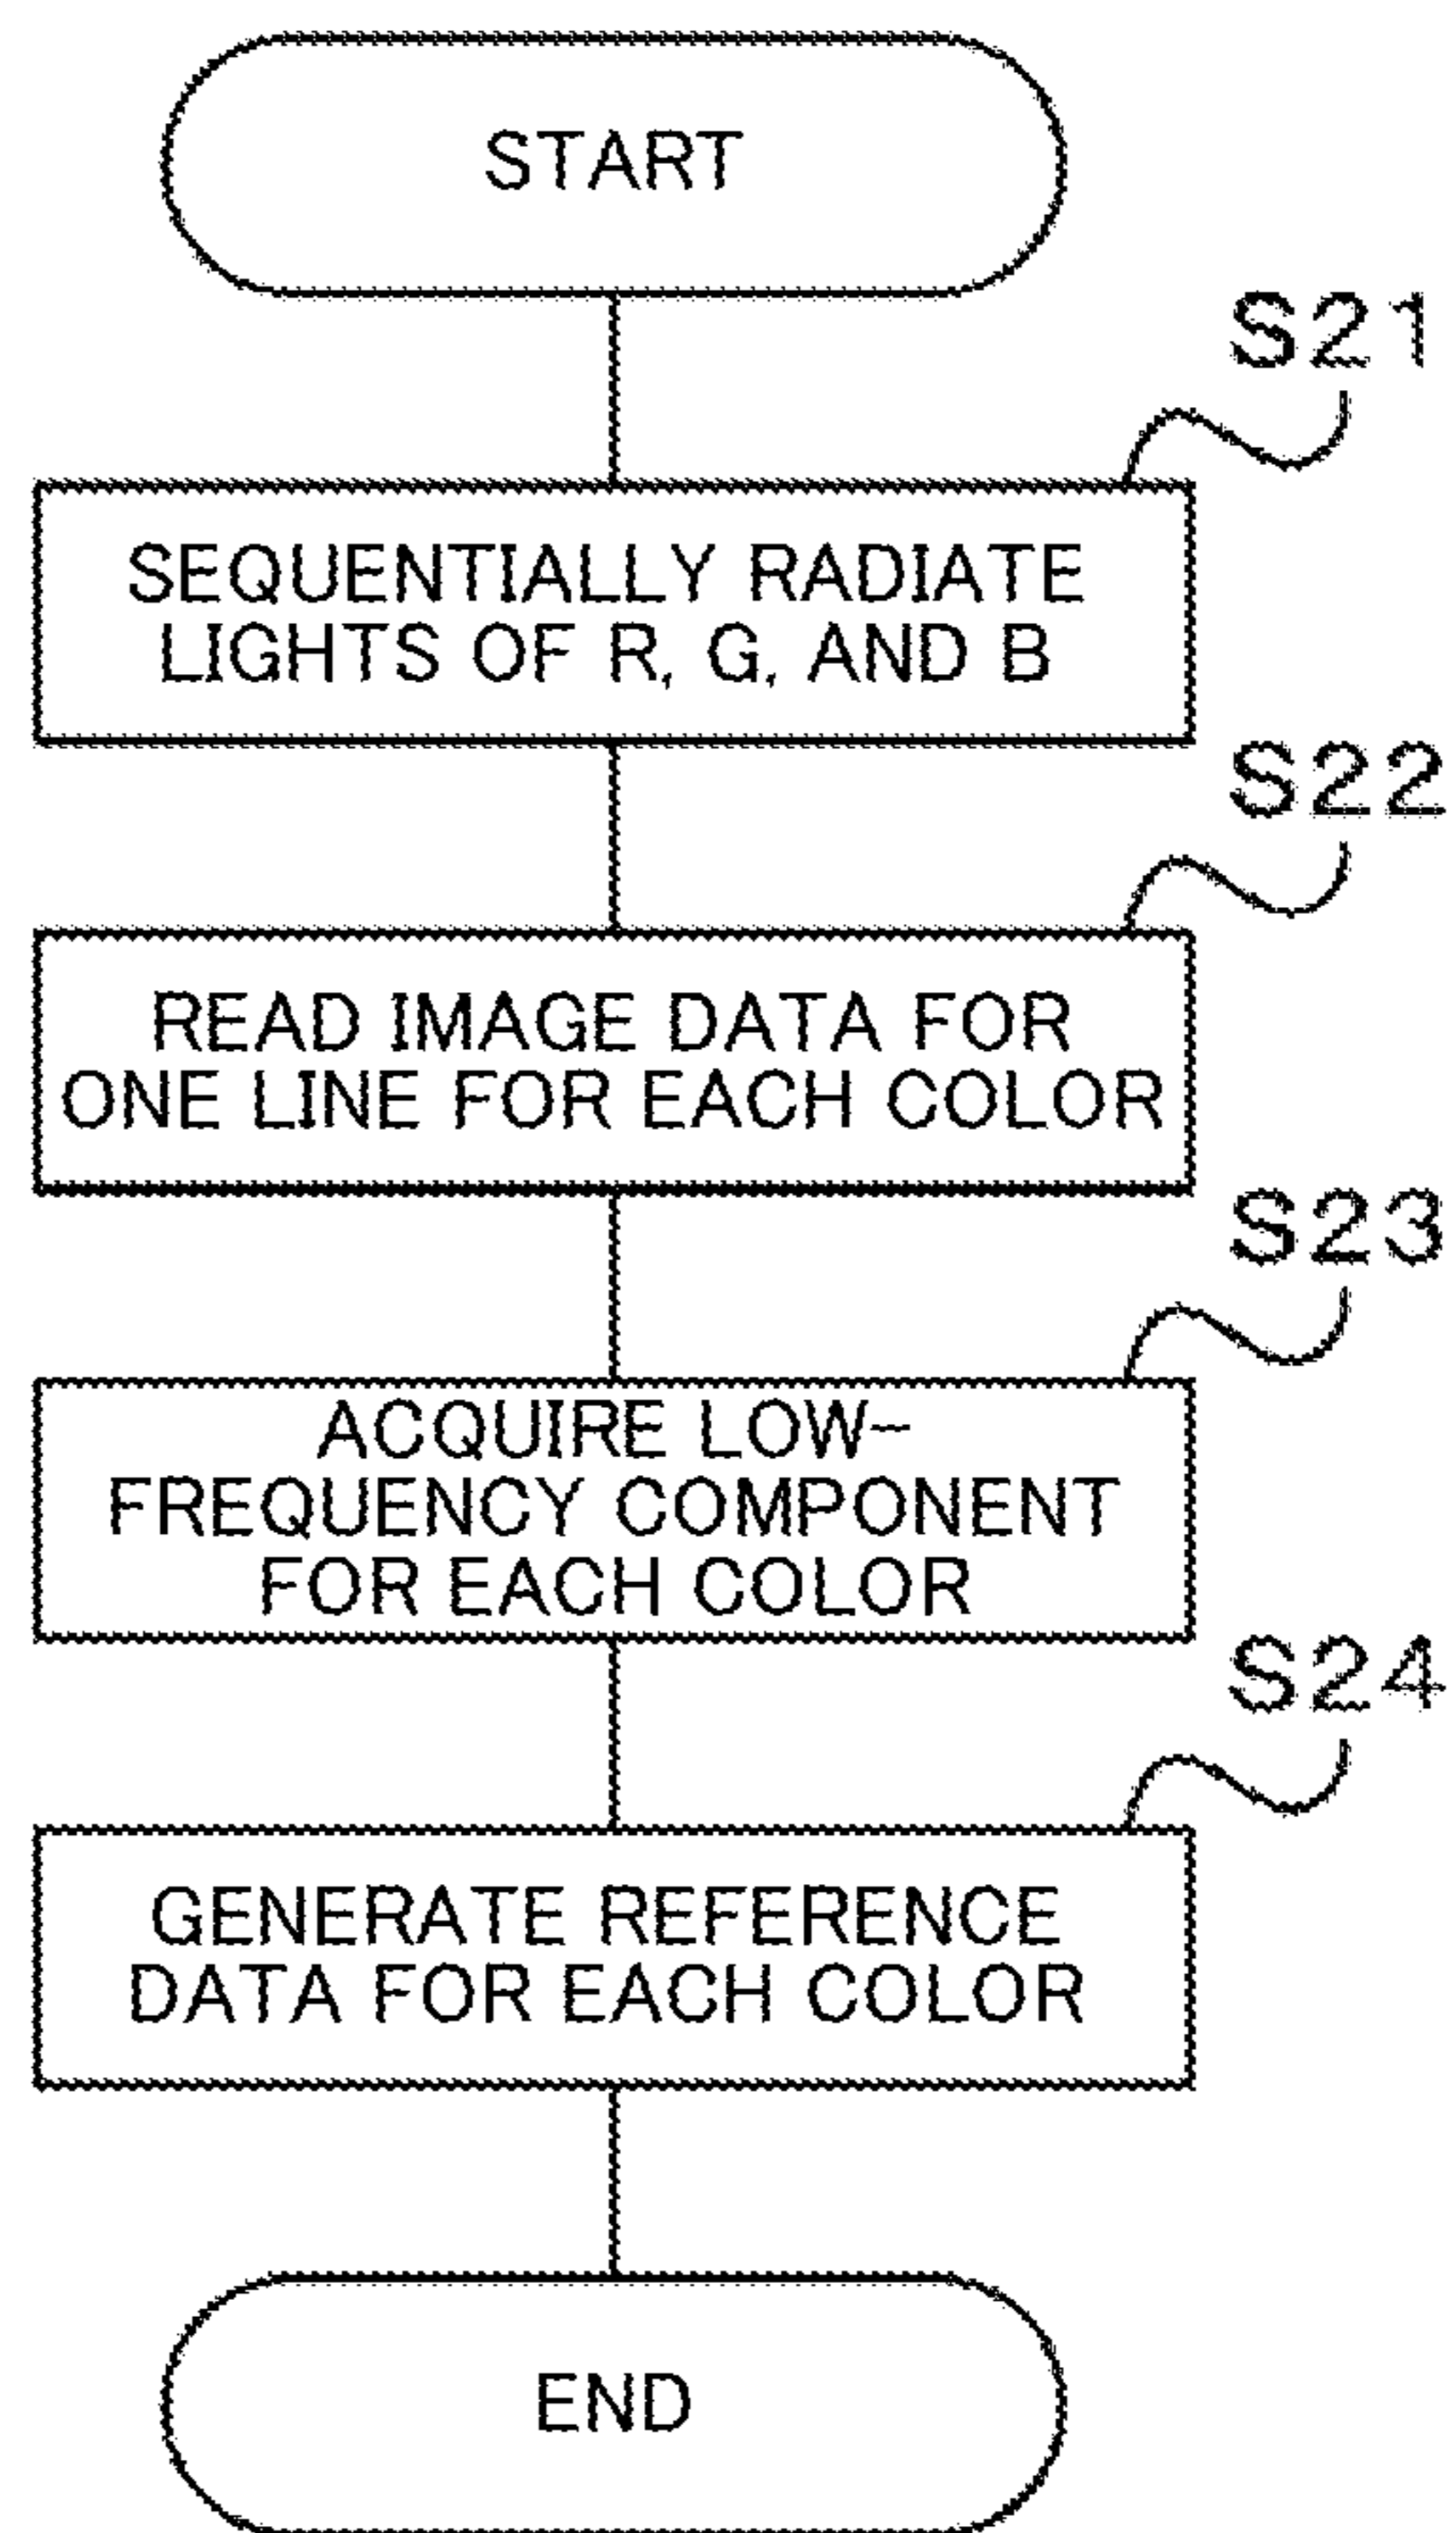 START
S21
SEQUENTIALLY RADIATE
LIGHTS OF R, G, AND B
S22
READ IMAGE DATA FOR
ONE LINE FOR EACH COLOR
S23
ACQUIRE LOW-
FREQUENCY COMPONENT
FOR EACH COLOR
S24
GENERATE REFERENCE
DATA FOR EACH COLOR
END